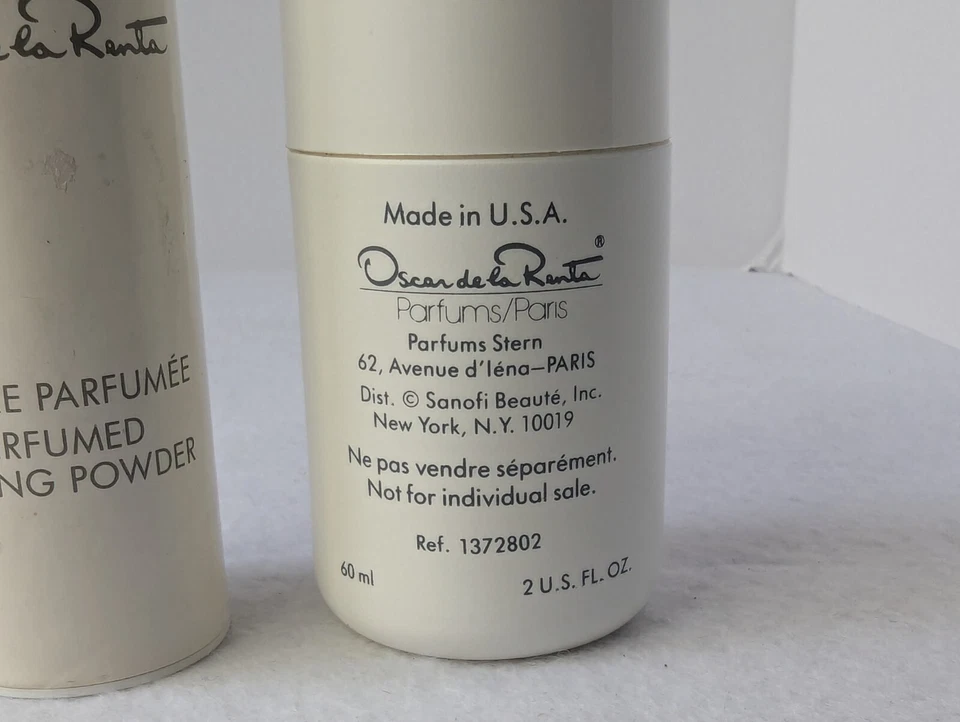 de la Renta
E PARFUMÉE
RFUMED
NG POWDER
Made in U.S.A.
Oscar de la Renta®
Parfums/Paris
Parfums Stern
62, Avenue d'Iéna—PARIS
Dist. © Sanofi Beauté, Inc.
New York, N.Y. 10019
Ne pas vendre séparément.
Not for individual sale.
Ref. 1372802
60 ml
2 U.S. FL. OZ.